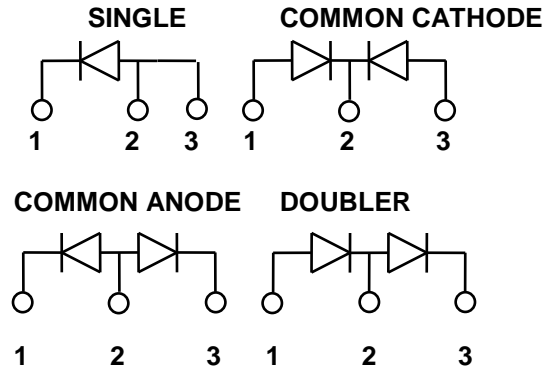 SINGLE COMMON CATHODE
1 2 3 1 2 3
COMMON ANODE DOUBLER
1 2 3 1 2 3